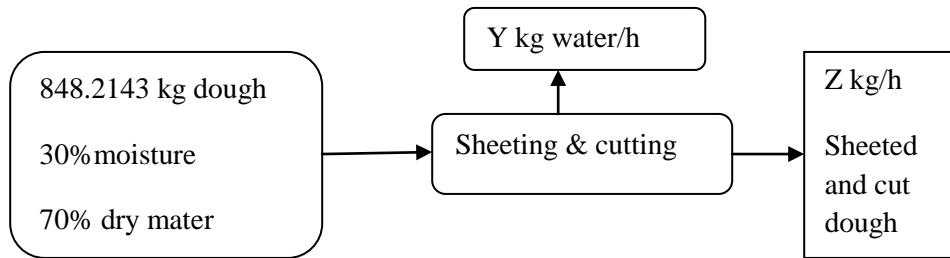 Y kg water/h
848.2143 kg dough
30%moisture
70% dry mater
Sheeting & cutting
Z kg/h
Sheeted
and cut
dough